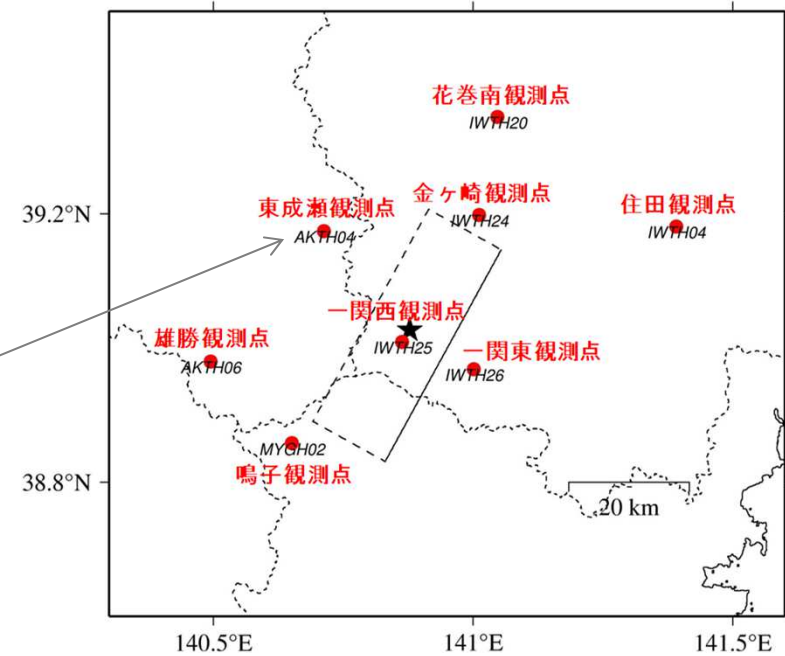 花巻南観測点
IWTH20
39.2°N
金ヶ崎観測点
IWTH24
東成瀬観測点
AKTH04
住田観測点
IWTH04
一関西観測点
IWTH25
雄勝観測点
AKTH06
一関東観測点
IWTH26
MYGH02
鳴子観測点
38.8°N
20 km
140.5°E
141°E
141.5°E